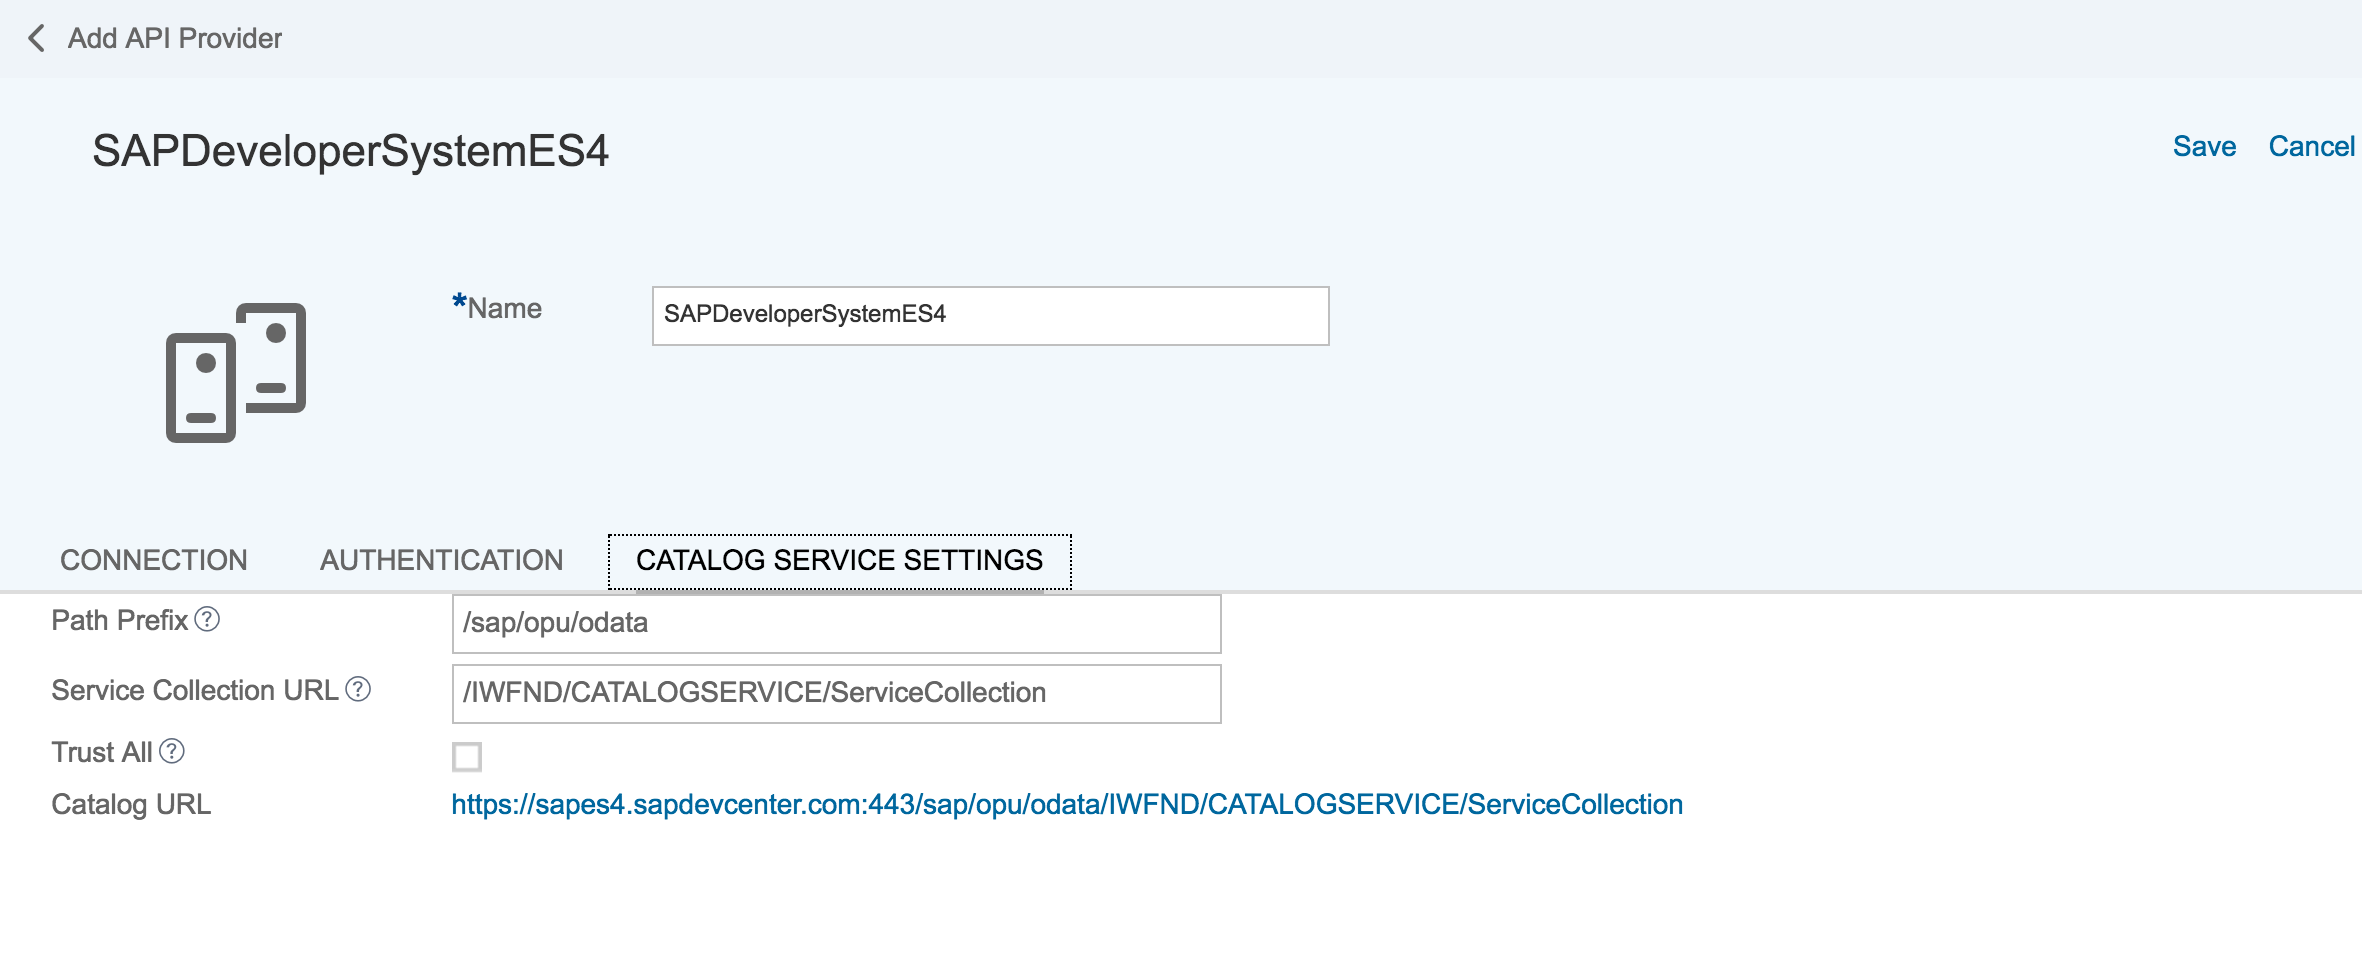 Add API Provider
SAPDeveloperSystemES4
Save Cancel
*Name SAPDeveloperSystemES4
CONNECTION AUTHENTICATION CATALOG SERVICE SETTINGS
Path Prefix ? /sap/opu/odata
Service Collection URL ? /IWFND/CATALOGSERVICE/ServiceCollection
Trust All ?
Catalog URL https://sapes4.sapdevcenter.com:443/sap/opu/odata/IWFND/CATALOGSERVICE/ServiceCollection